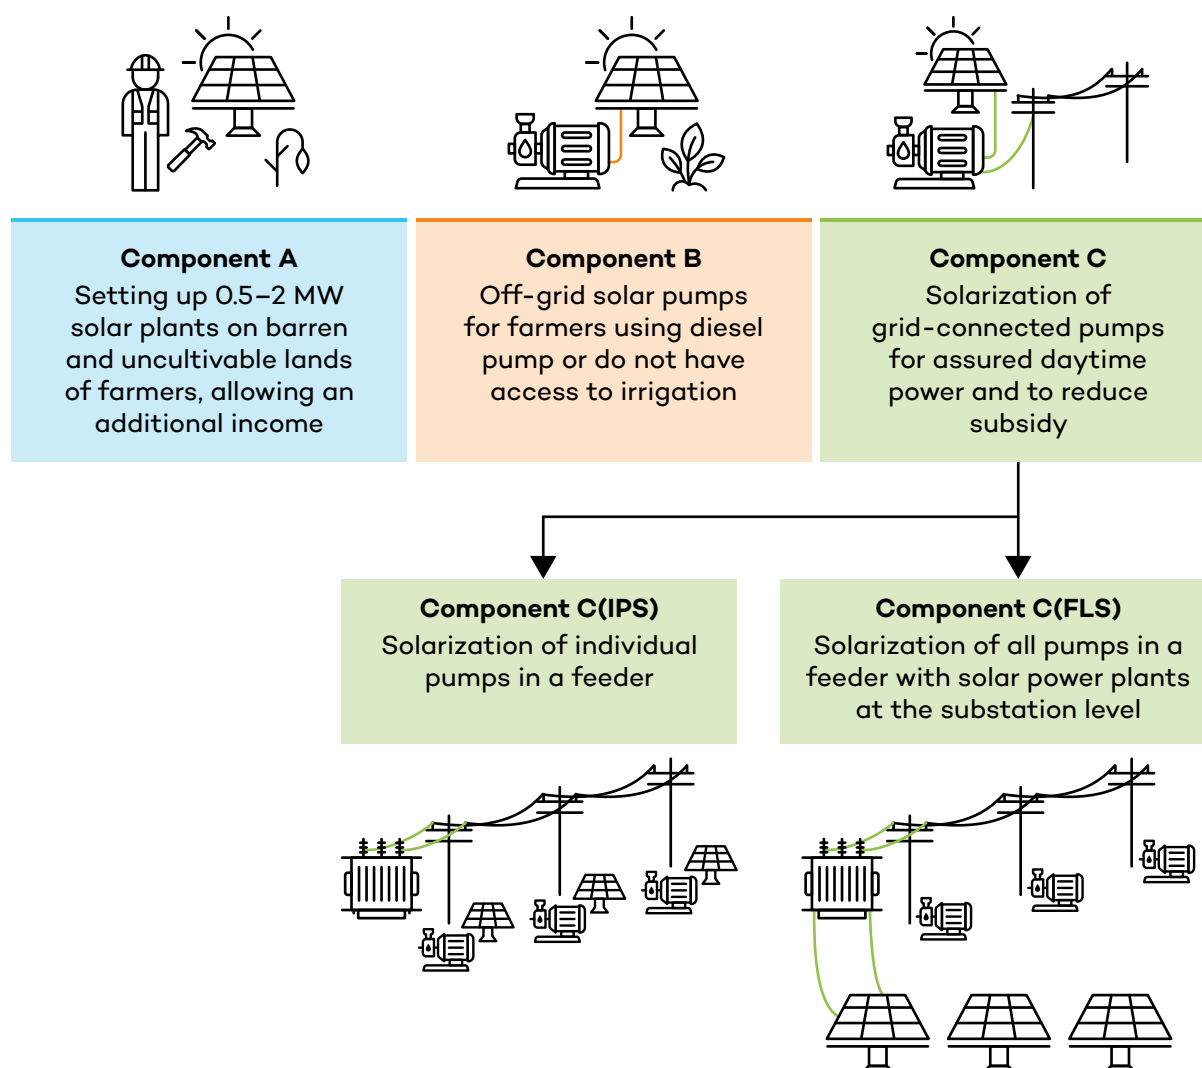 Component A
Setting up 0.5–2 MW
solar plants on barren
and uncultivable lands
of farmers, allowing an
additional income
Component B
Off-grid solar pumps
for farmers using diesel
pump or do not have
access to irrigation
Component C
Solarization of
grid-connected pumps
for assured daytime
power and to reduce
subsidy
Component C(IPS)
Solarization of individual
pumps in a feeder
Component C(FLS)
Solarization of all pumps in a
feeder with solar power plants
at the substation level